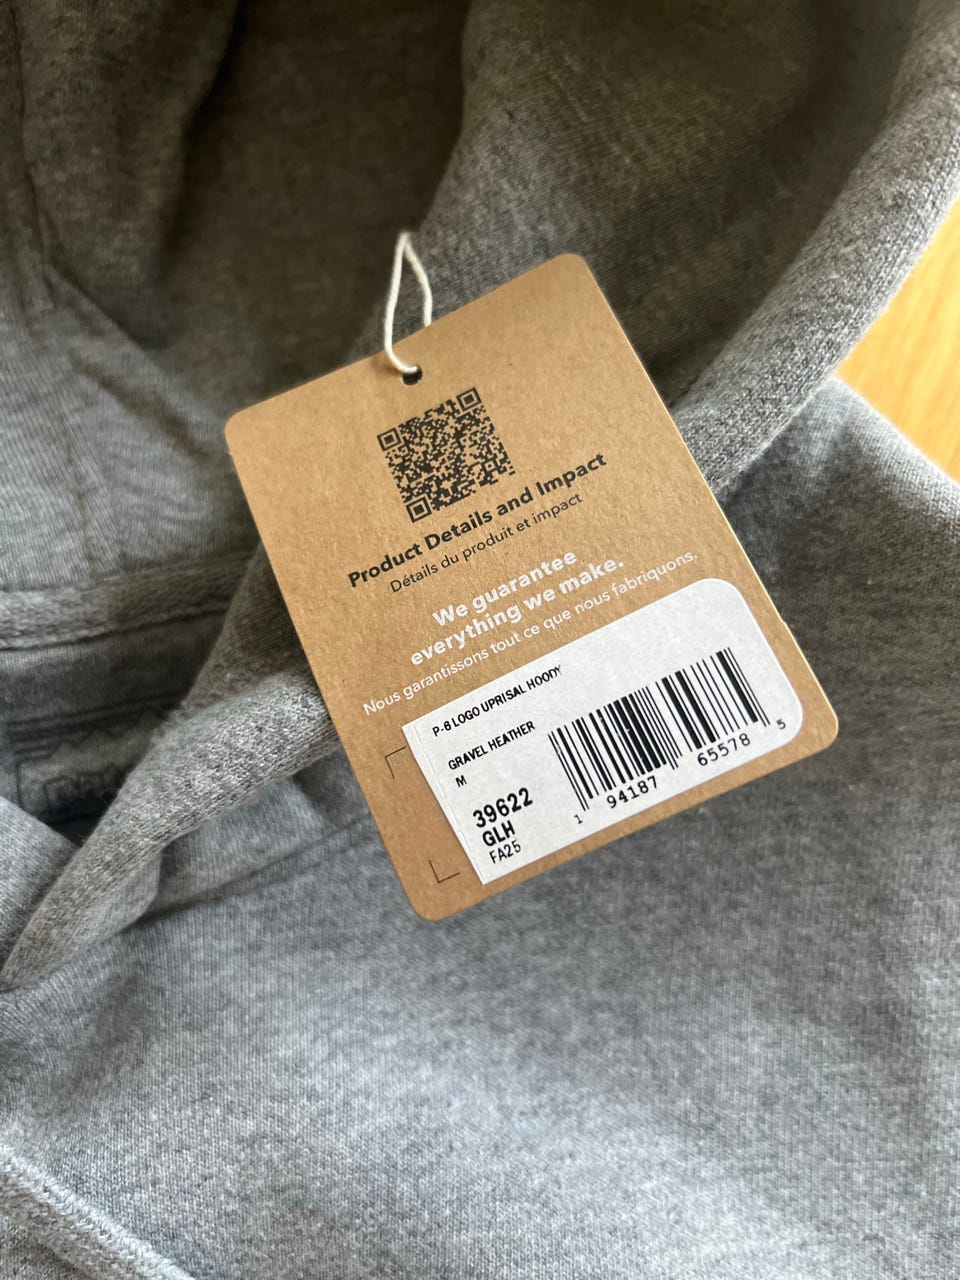 Product Details and Impact
Détails du produit et impact
We guarantee
everything we make.
Nous garantissons tout ce que nous fabriquons.
P-6 LOGO UPRISAL HOODY
GRAVEL HEATHER
M
39622
GLH
FA25
1 94187 65578 5